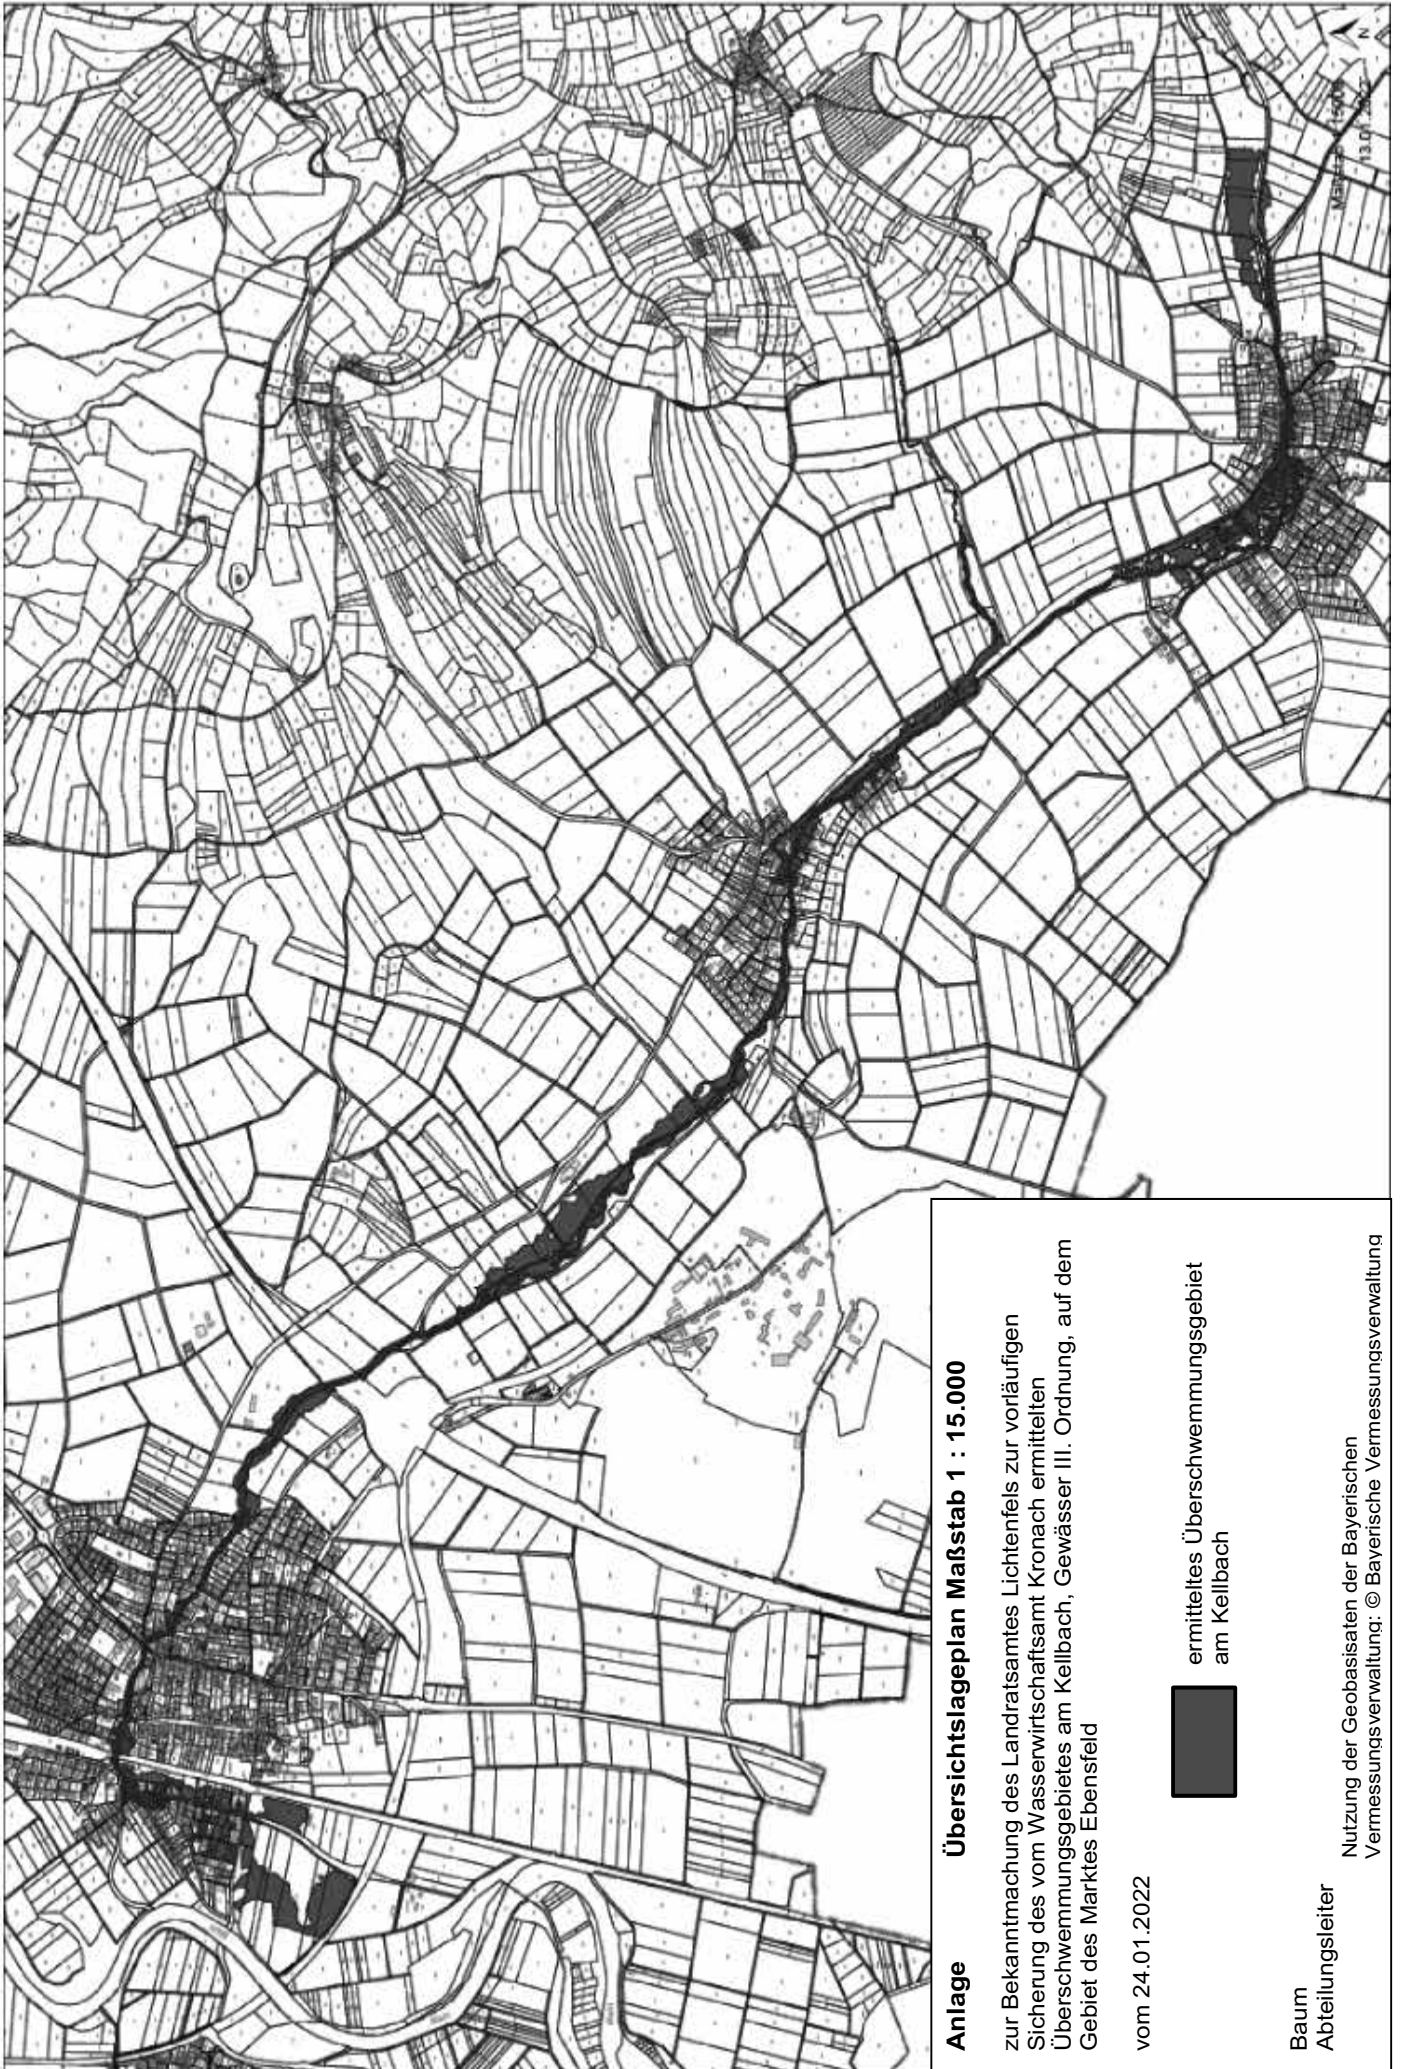 Anlage Übersichtslageplan Maßstab 1 : 15.000
zur Bekanntmachung des Landratsamtes Lichtenfels zur vorläufigen
Sicherung des vom Wasserwirtschaftsamt Kronach ermittelten
Überschwemmungsgebietes am Kellbach, Gewässer III. Ordnung, auf dem
Gebiet des Marktes Ebensfeld
vom 24.01.2022
ermitteltes Überschwemmungsgebiet
am Kellbach
Baum
Abteilungsleiter
Nutzung der Geobasisaten der Bayerischen
Vermessungsverwaltung: © Bayerische Vermessungsverwaltung
N